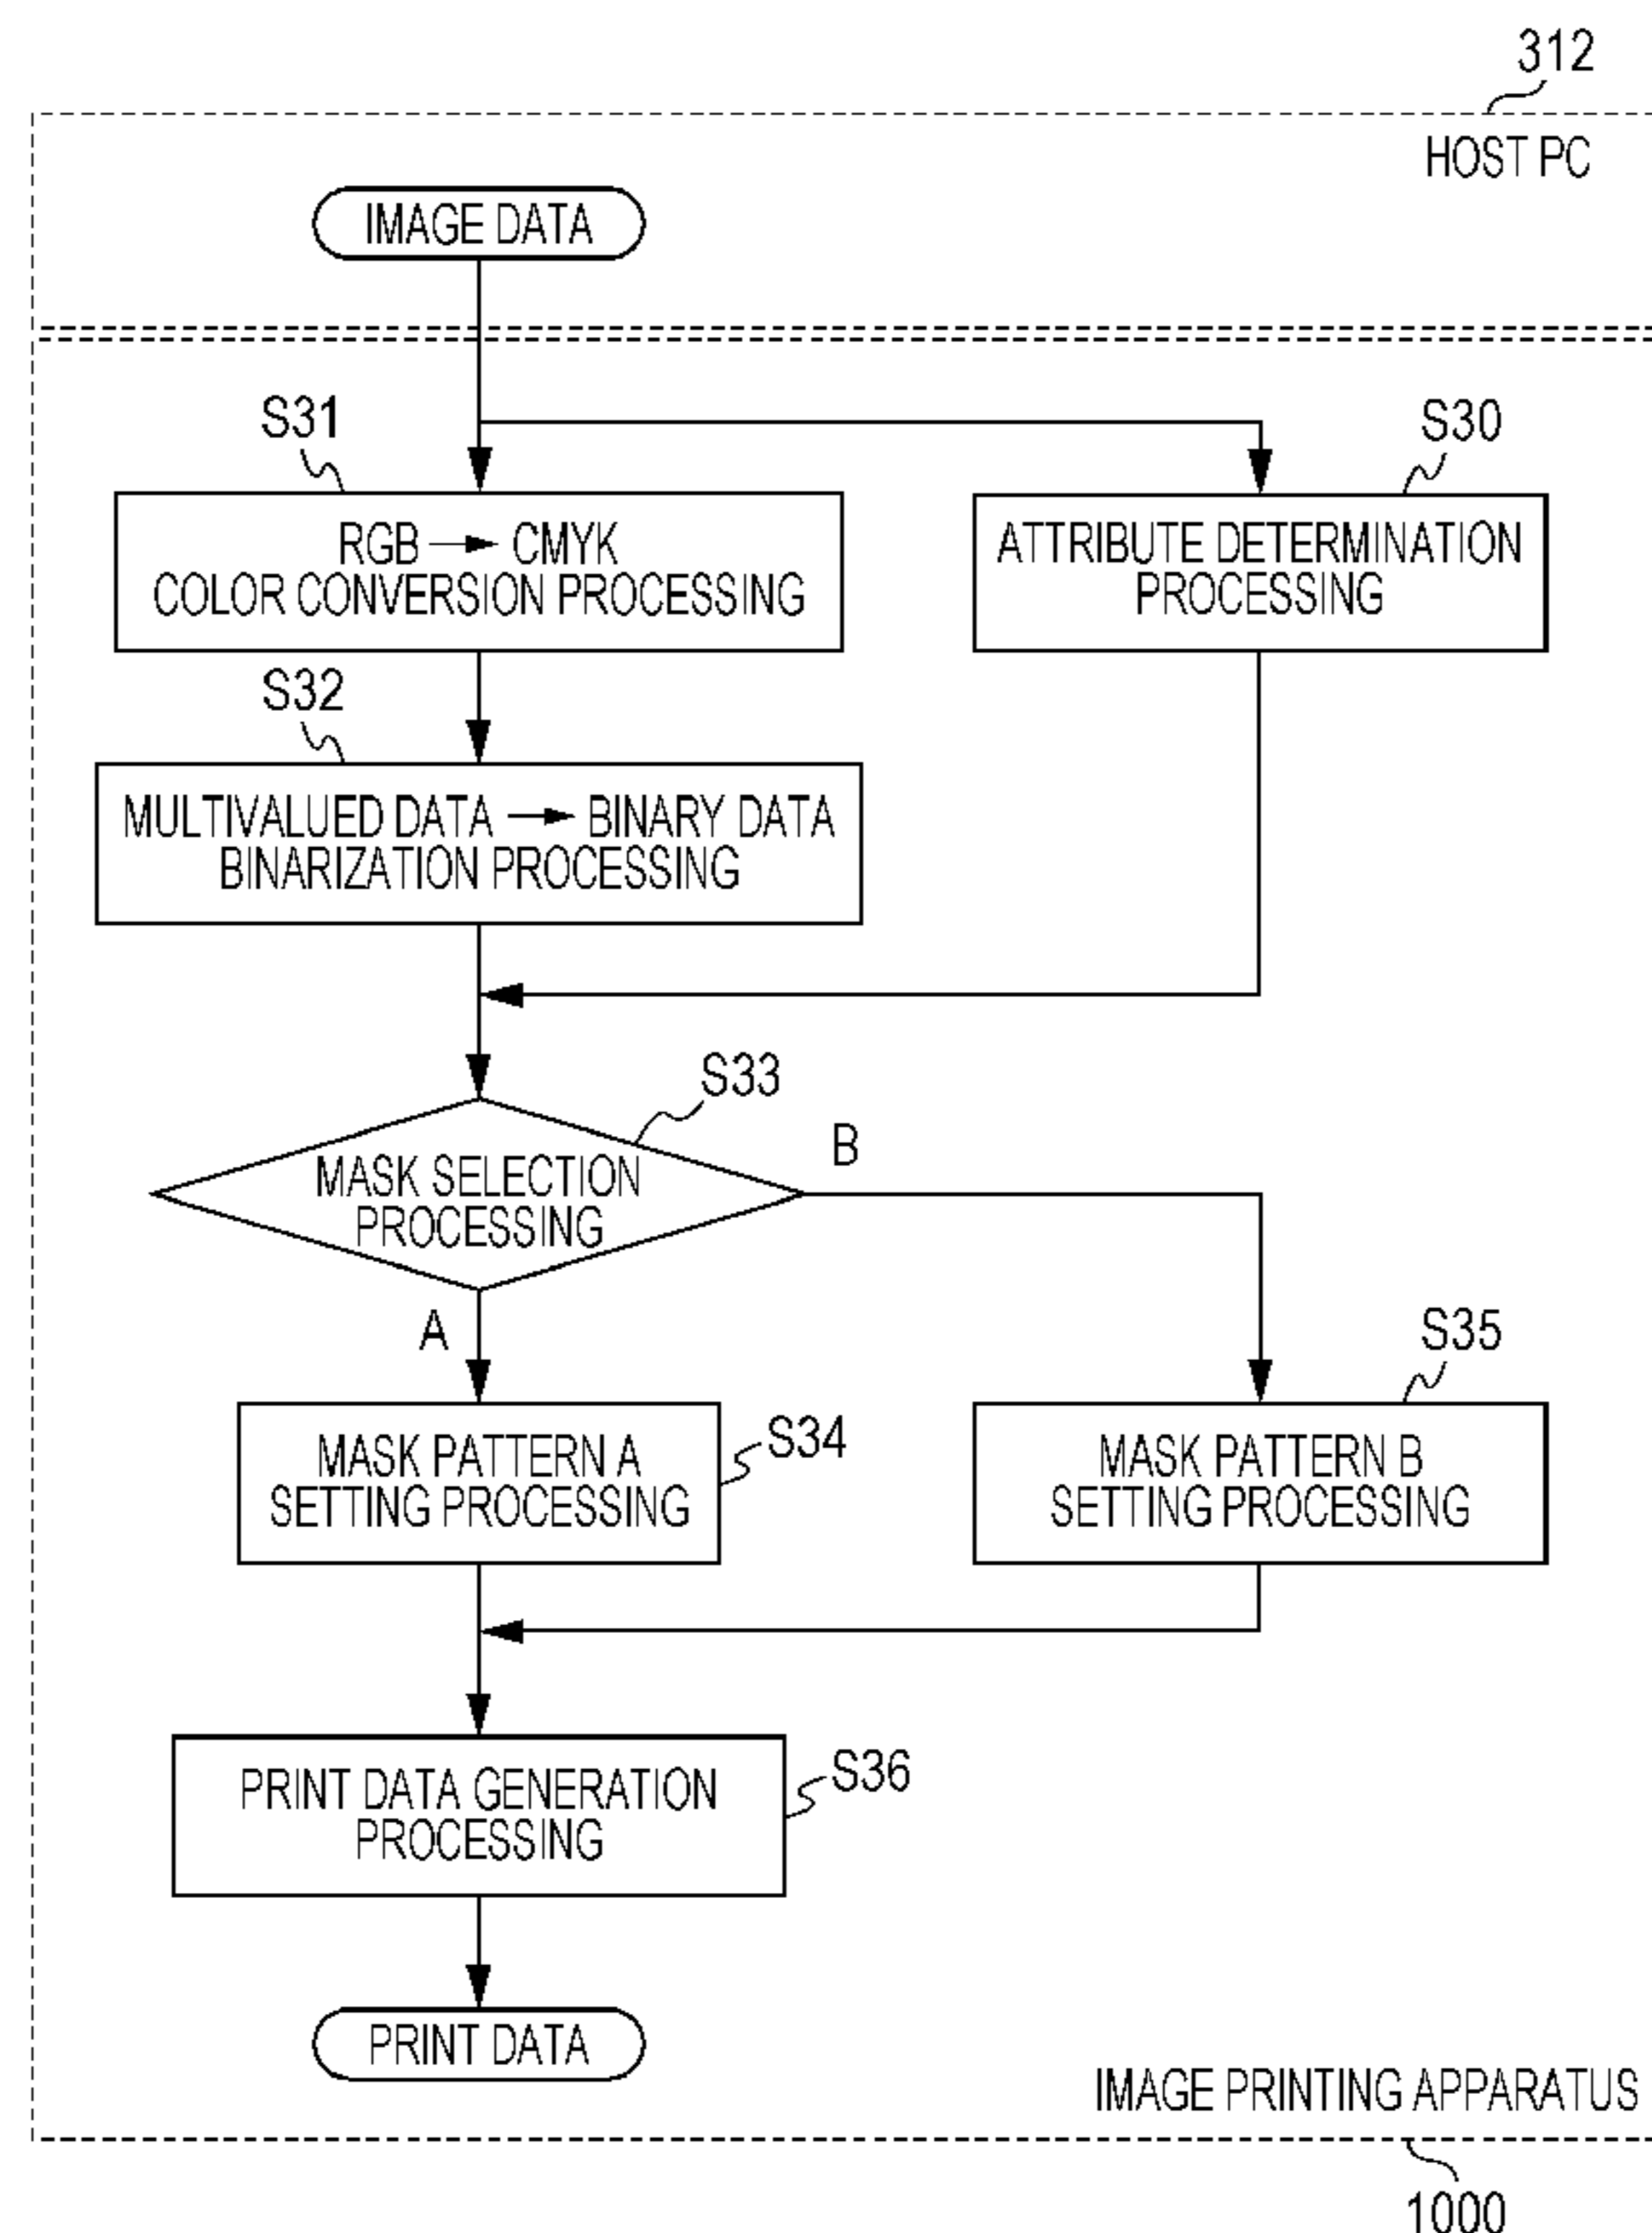 312
HOST PC
IMAGE DATA
S31
S30
RGB → CMYK
COLOR CONVERSION PROCESSING
ATTRIBUTE DETERMINATION
PROCESSING
S32
MULTIVALUED DATA → BINARY DATA
BINARIZATION PROCESSING
S33
B
MASK SELECTION
PROCESSING
A
S35
S34
MASK PATTERN A
SETTING PROCESSING
MASK PATTERN B
SETTING PROCESSING
S36
PRINT DATA GENERATION
PROCESSING
PRINT DATA
IMAGE PRINTING APPARATUS
1000